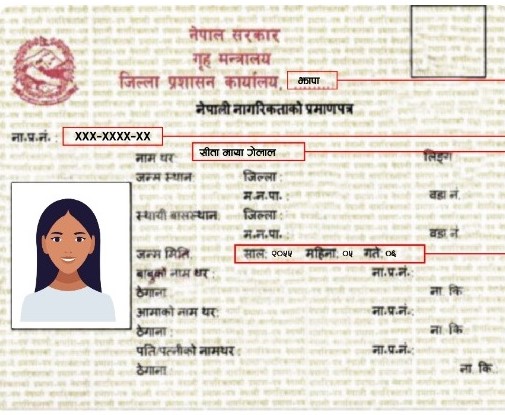 नेपाल सरकार
गृह मन्त्रालय
जिल्ला प्रशासन कार्यालय, झापा
नेपाली नागरिकताको प्रमाणपत्र
ना.प्र.नं. : XXX-XXXX-XX
नाम थर: सीता माया गेलाल लिङ्ग
जन्म स्थान: जिल्ला :
म.न.पा. : वडा नं.
स्थायी बासस्थान: जिल्ला :
म.न.पा. : वडा नं.
जन्म मिति: साल: २०५५ महिना: ०५ गते: ०६
बाबुको नाम थर : ना.प्र.नं.:
ठेगाना : ना कि
आमाको नाम थर: ना.प्र.नं.:
ठेगाना : ना कि
पति/पत्नीको नामथर : ना.प्र.नं.:
ठेगाना : ना कि